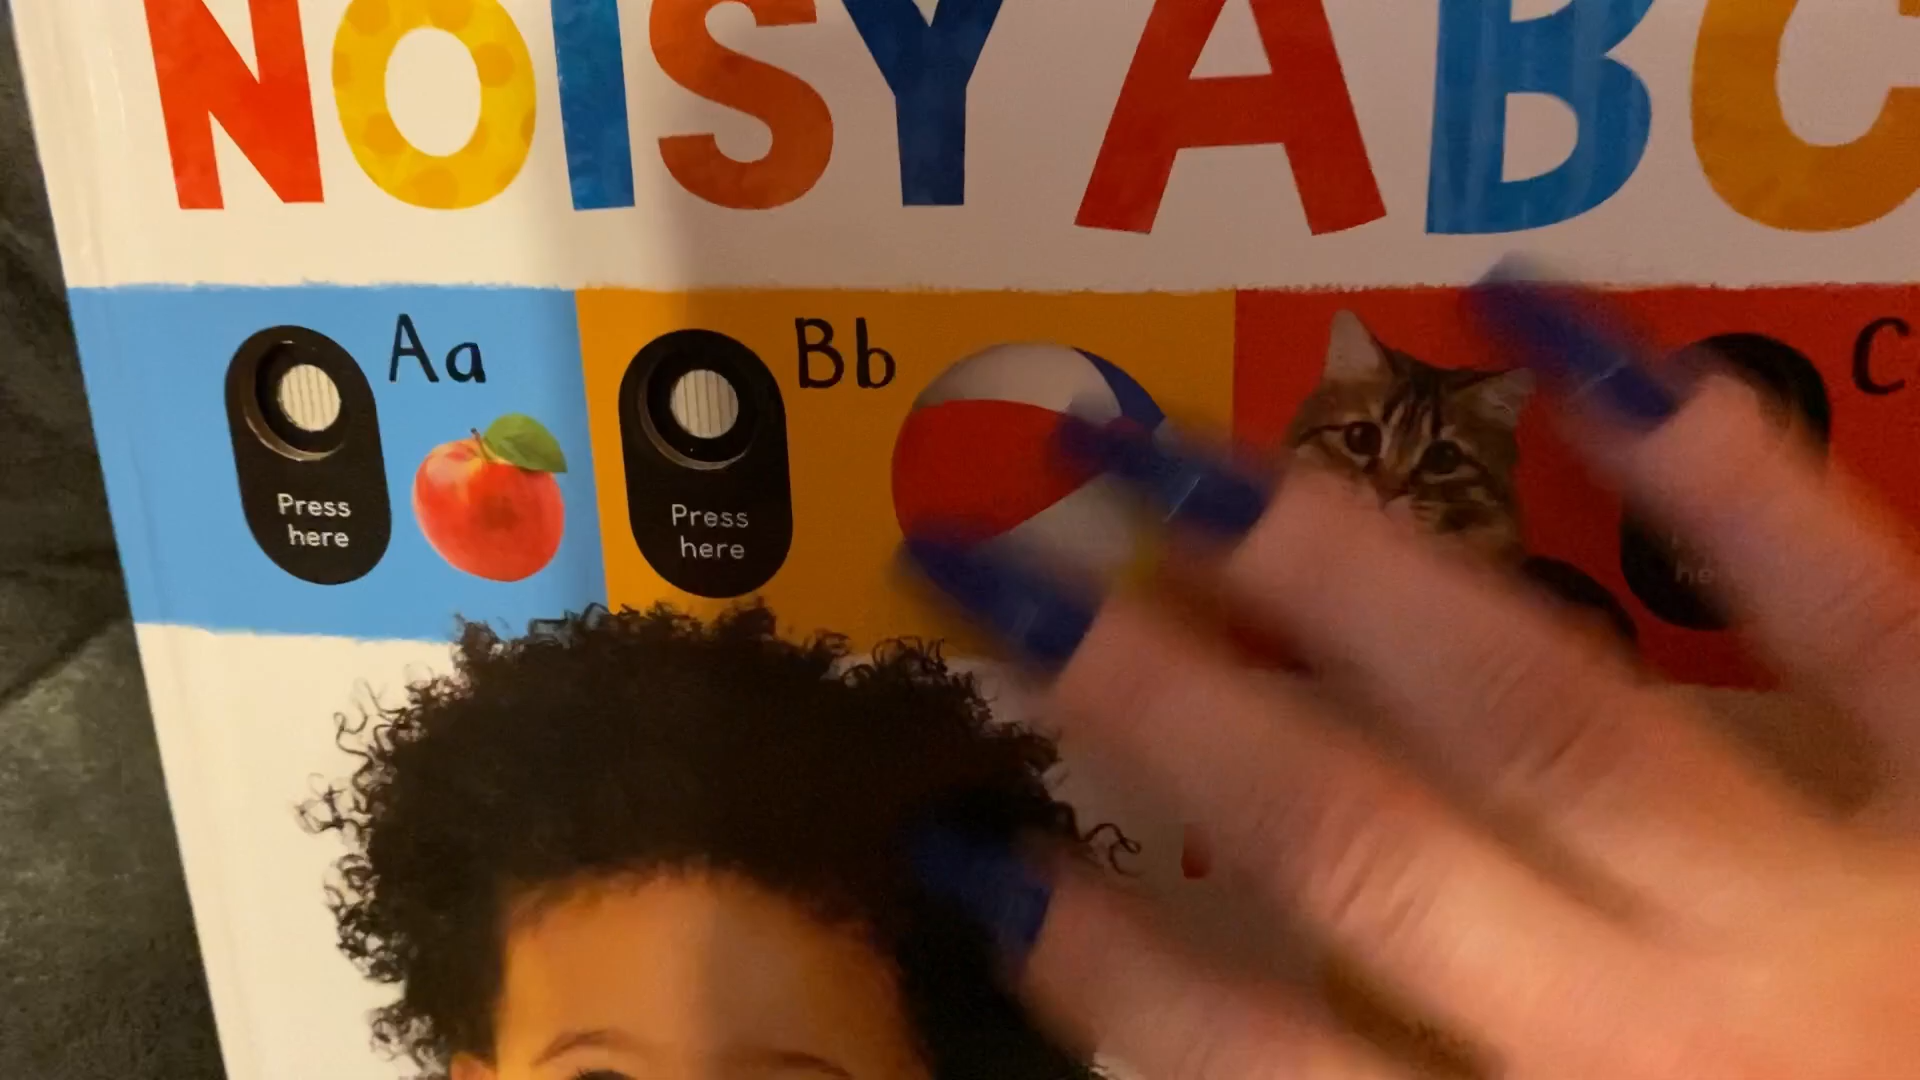 NOISY ABC
Aa
Bb
C
Press
here
Press
here